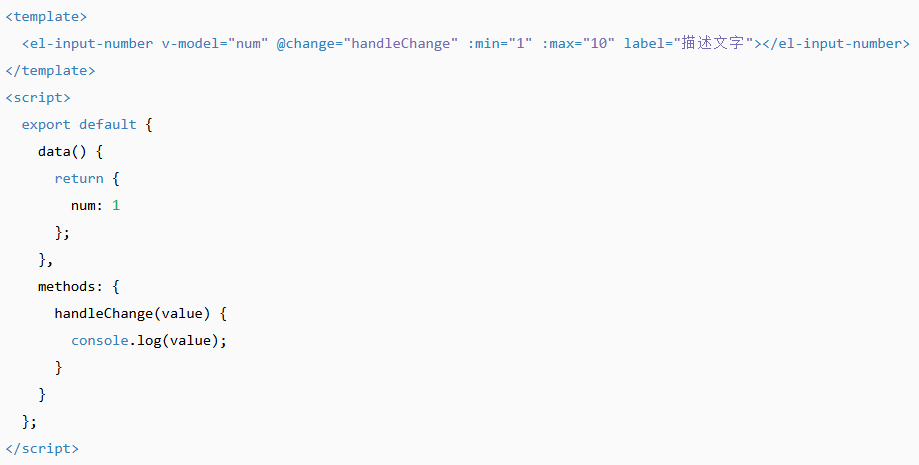 <template>
  <el-input-number v-model="num" @change="handleChange" :min="1" :max="10" label="描述文字"></el-input-number>
</template>
<script>
  export default {
    data() {
      return {
        num: 1
      };
    },
    methods: {
      handleChange(value) {
        console.log(value);
      }
    }
  };
</script>